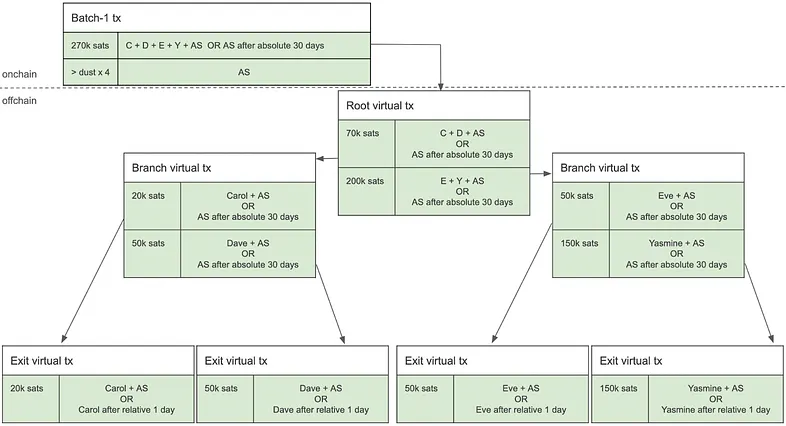 Batch-1 tx
270k sats C + D + E + Y + AS OR AS after absolute 30 days
> dust x 4 AS
onchain
offchain
Root virtual tx
70k sats C + D + AS
OR
AS after absolute 30 days
200k sats E + Y + AS
OR
AS after absolute 30 days
Branch virtual tx
20k sats Carol + AS
OR
AS after absolute 30 days
50k sats Dave + AS
OR
AS after absolute 30 days
Branch virtual tx
50k sats Eve + AS
OR
AS after absolute 30 days
150k sats Yasmine + AS
OR
AS after absolute 30 days
Exit virtual tx
20k sats Carol + AS
OR
Carol after relative 1 day
Exit virtual tx
50k sats Dave + AS
OR
Dave after relative 1 day
Exit virtual tx
50k sats Eve + AS
OR
Eve after relative 1 day
Exit virtual tx
150k sats Yasmine + AS
OR
Yasmine after relative 1 day